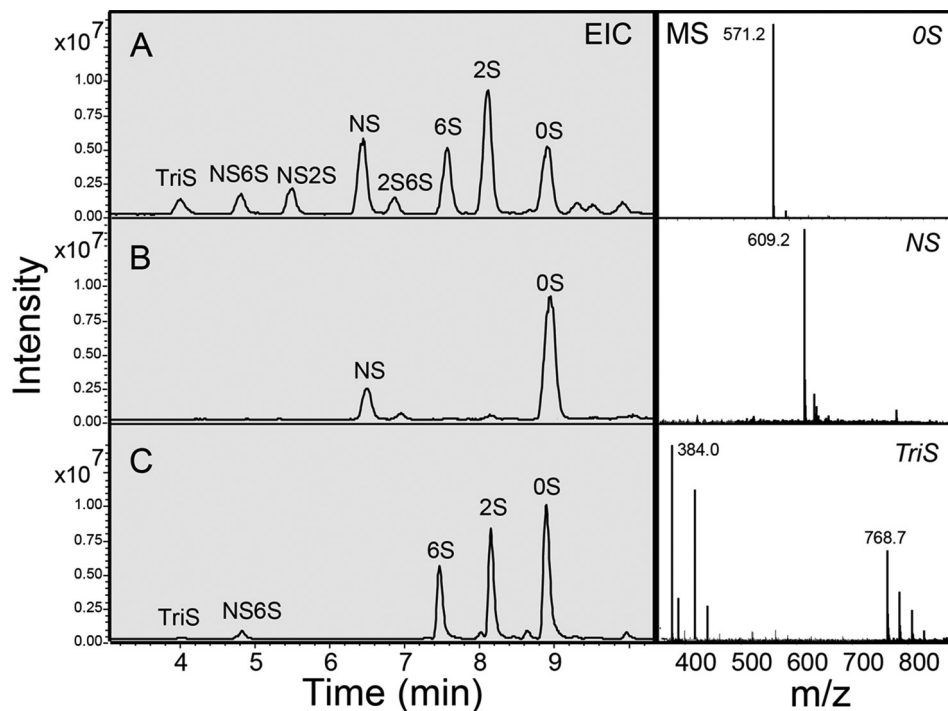 x10⁷
A
EIC
1.00
0.75
0.50
0.25
0.00
TriS
NS6S
NS2S
NS
2S6S
6S
2S
0S
MS
571.2
0S
x10⁷
B
1.00
0.75
0.50
0.25
0.00
NS
0S
609.2
NS
x10⁷
C
1.00
0.75
0.50
0.25
0.00
TriS
NS6S
6S
2S
0S
384.0
768.7
TriS
Intensity
4 5 6 7 8 9
Time (min)
400 500 600 700 800
m/z